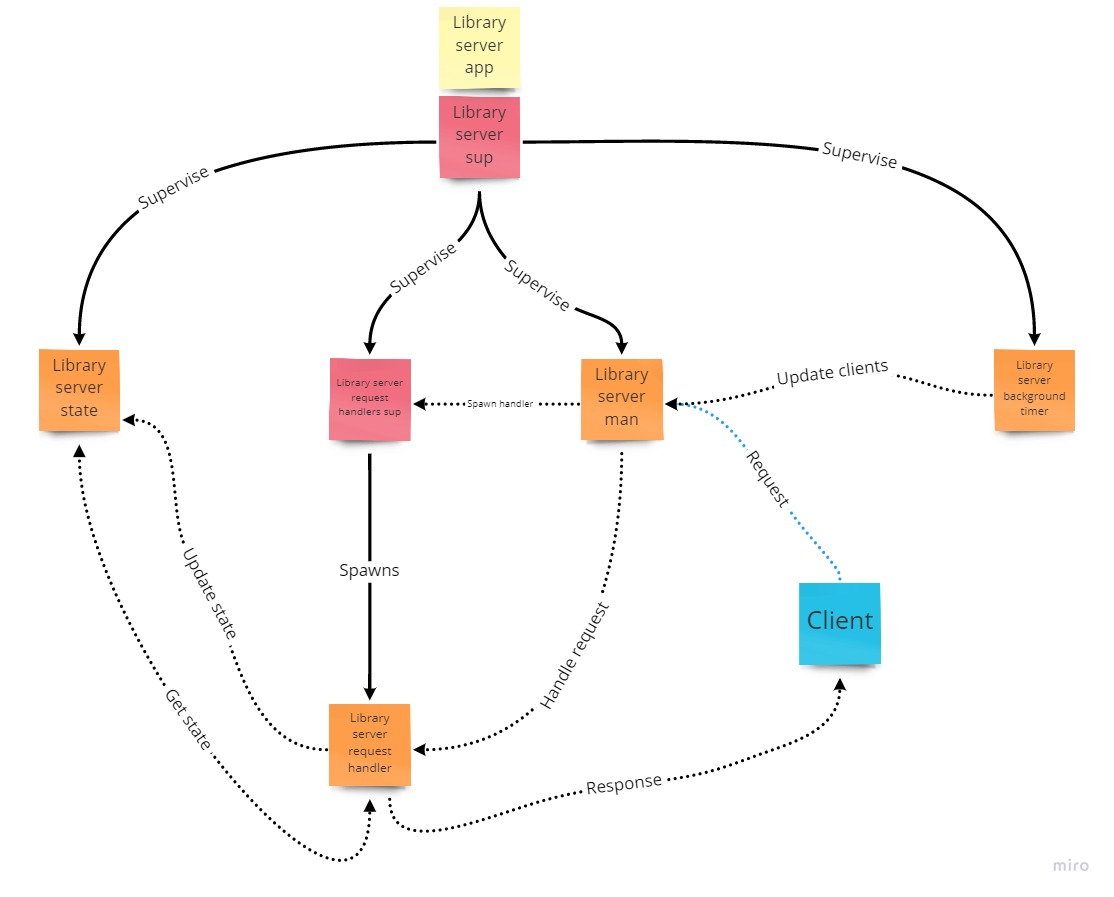 Library
server
app
Library
server
sup
Supervise
Supervise
Supervise
Supervise
Library
server
state
Library server
request
handlers sup
Spawn handler
Library
server
man
Update clients
Library
server
background
timer
Request
Update state
Spawns
Handle request
Client
Get state
Library
server
request
handler
Response
miro